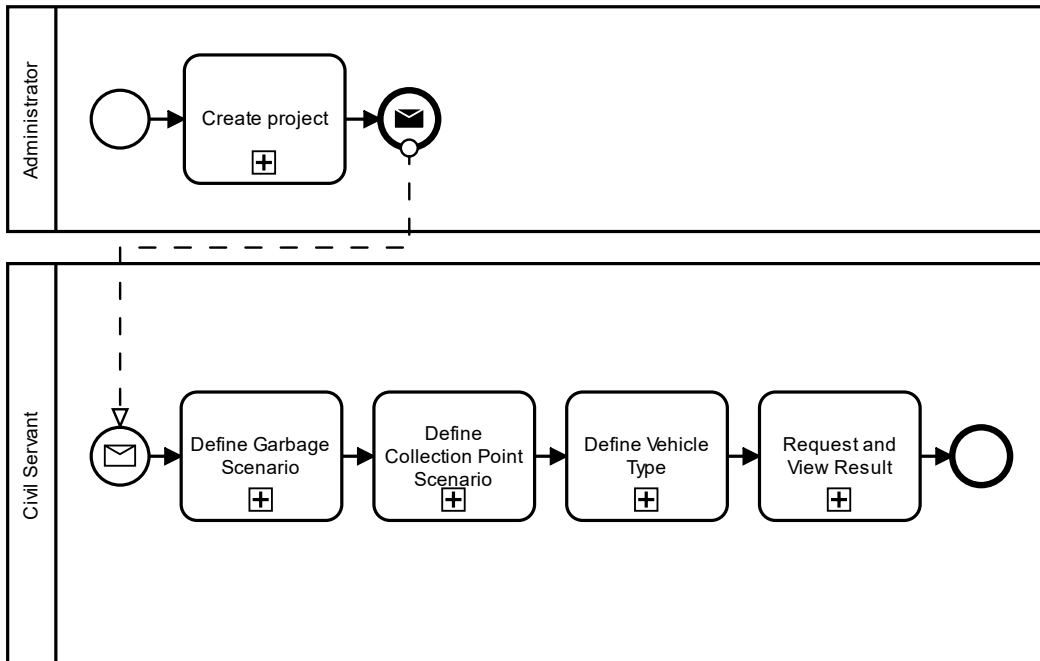 Administrator
Create project
Civil Servant
Define Garbage
Scenario
Define
Collection Point
Scenario
Define Vehicle
Type
Request and
View Result